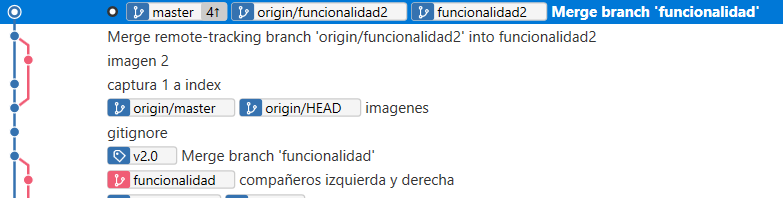 master 4↑ origin/funcionalidad2 funcionalidad2 Merge branch 'funcionalidad'
Merge remote-tracking branch 'origin/funcionalidad2' into funcionalidad2
imagen 2
captura 1 a index
origin/master origin/HEAD imagenes
gitignore
v2.0 Merge branch 'funcionalidad'
funcionalidad compañeros izquierda y derecha